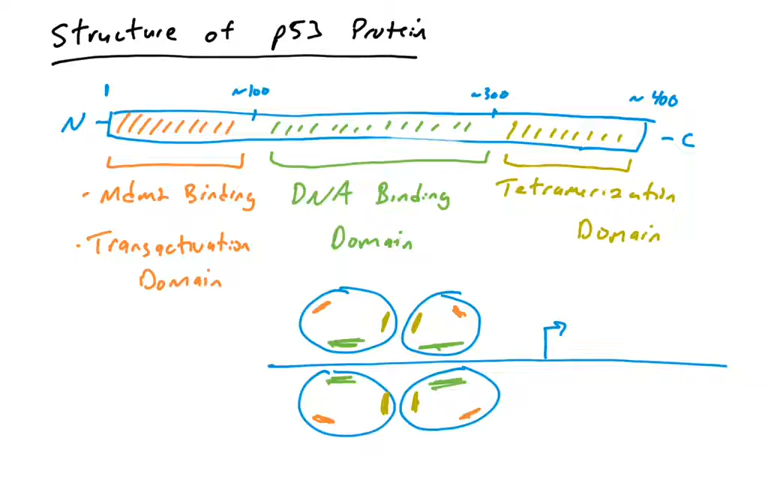 Structure of p53 Protein
1 ~100 ~300 ~400
N - C
• Mdm2 Binding
• Transactivation
Domain
DNA Binding
Domain
Tetramerization
Domain